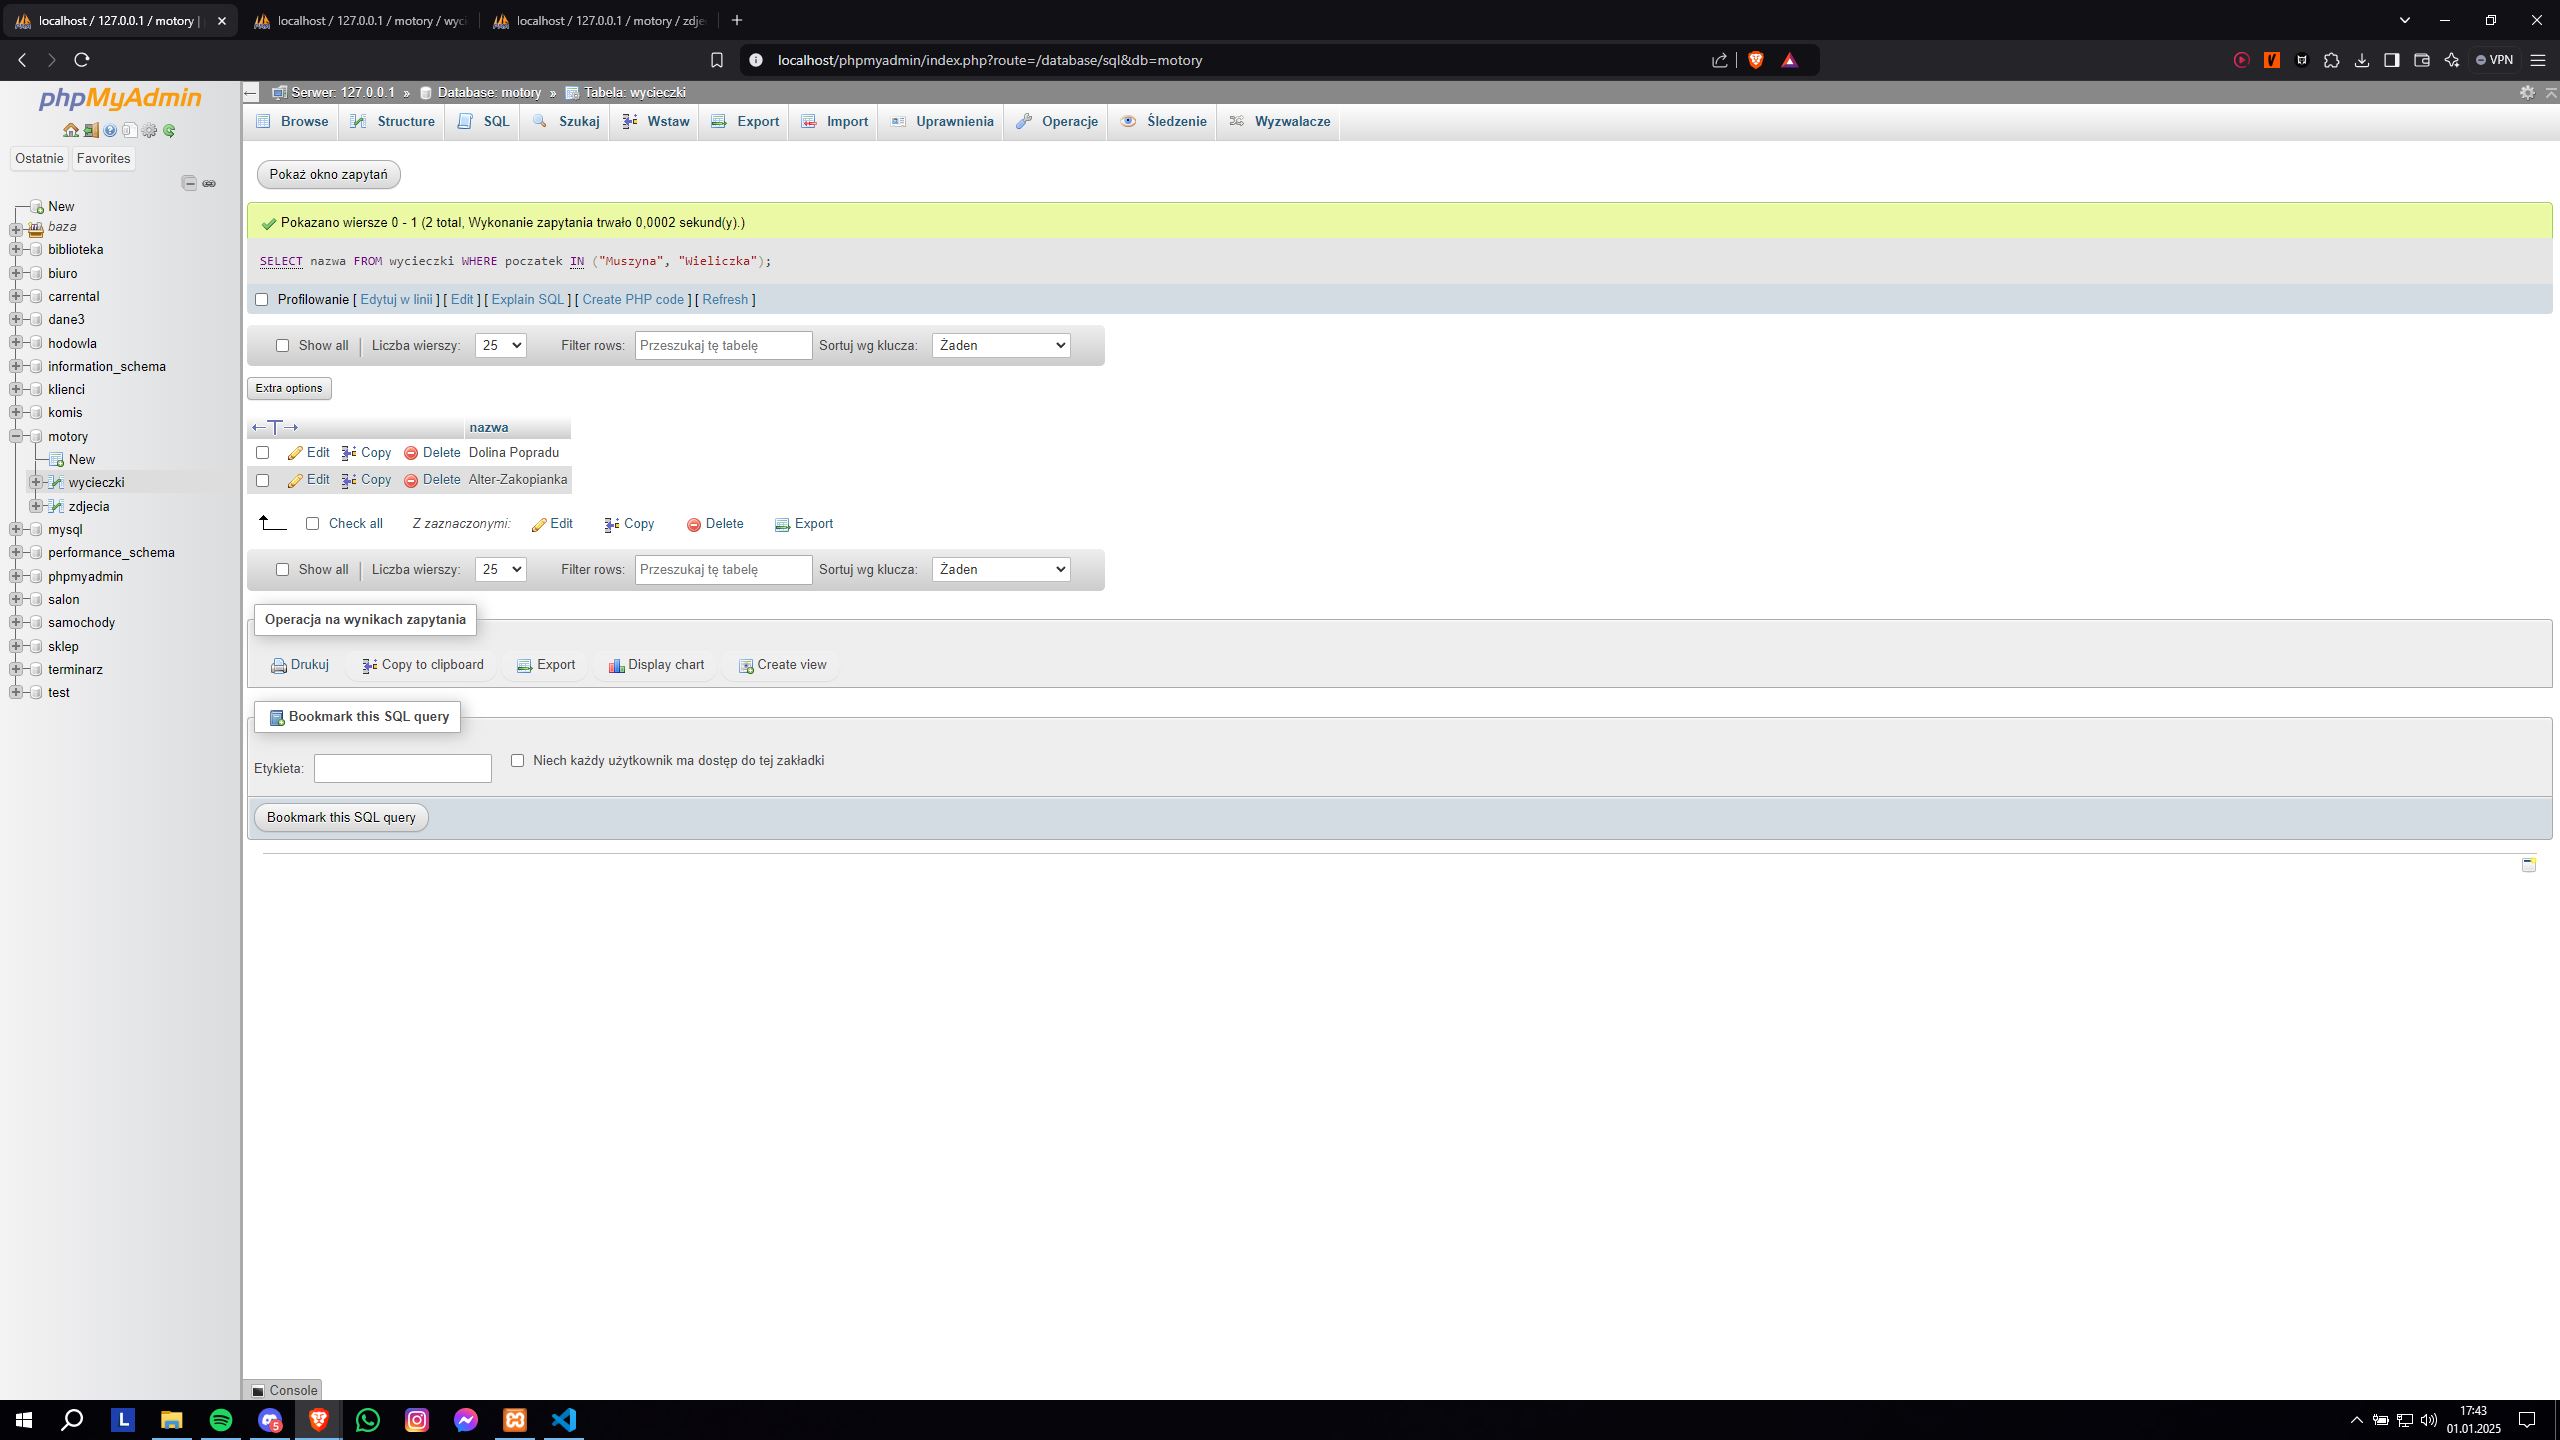 localhost / 127.0.0.1 / motory |
localhost / 127.0.0.1 / motory / wyci
localhost / 127.0.0.1 / motory / zdje
localhost/phpmyadmin/index.php?route=/database/sql&db=motory
VPN
phpMyAdmin
Ostatnie Favorites
New
baza
biblioteka
biuro
carrental
dane3
hodowla
information_schema
klienci
komis
motory
New
wycieczki
zdjecia
mysql
performance_schema
phpmyadmin
salon
samochody
sklep
terminarz
test
Serwer: 127.0.0.1 » Database: motory » Tabela: wycieczki
Browse Structure SQL Szukaj Wstaw Export Import Uprawnienia Operacje Śledzenie Wyzwalacze
Pokaż okno zapytań
Pokazano wiersze 0 - 1 (2 total, Wykonanie zapytania trwało 0,0002 sekund(y).)
SELECT nazwa FROM wycieczki WHERE poczatek IN ("Muszyna", "Wieliczka");
Profilowanie [ Edytuj w linii ] [ Edit ] [ Explain SQL ] [ Create PHP code ] [ Refresh ]
Show all | Liczba wierszy: 25 Filter rows: Przeszukaj tę tabelę Sortuj wg klucza: Żaden
Extra options
←T→ nazwa
Edit Copy Delete Dolina Popradu
Edit Copy Delete Alter-Zakopianka
Check all Z zaznaczonymi: Edit Copy Delete Export
Show all | Liczba wierszy: 25 Filter rows: Przeszukaj tę tabelę Sortuj wg klucza: Żaden
Operacja na wynikach zapytania
Drukuj Copy to clipboard Export Display chart Create view
Bookmark this SQL query
Etykieta: Niech każdy użytkownik ma dostęp do tej zakładki
Bookmark this SQL query
Console
L
5
17:43
01.01.2025